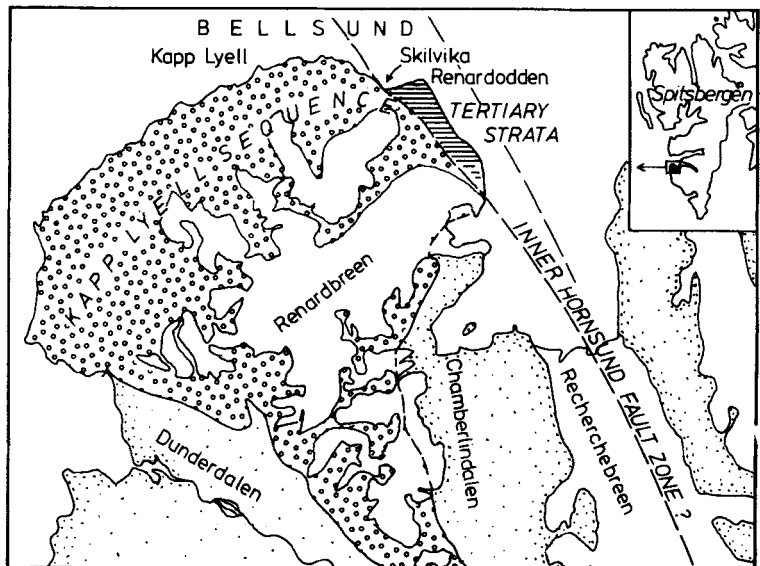 BELLSUND
Kapp Lyell
Skilvika
Renardodden
TERTIARY
STRATA
Spitsbergen
KAPP LYELL SEQUENCE
Renardbreen
INNER HORNSUND FAULT ZONE ?
Chamberlindalen
Recherchebreen
Dunderdalen